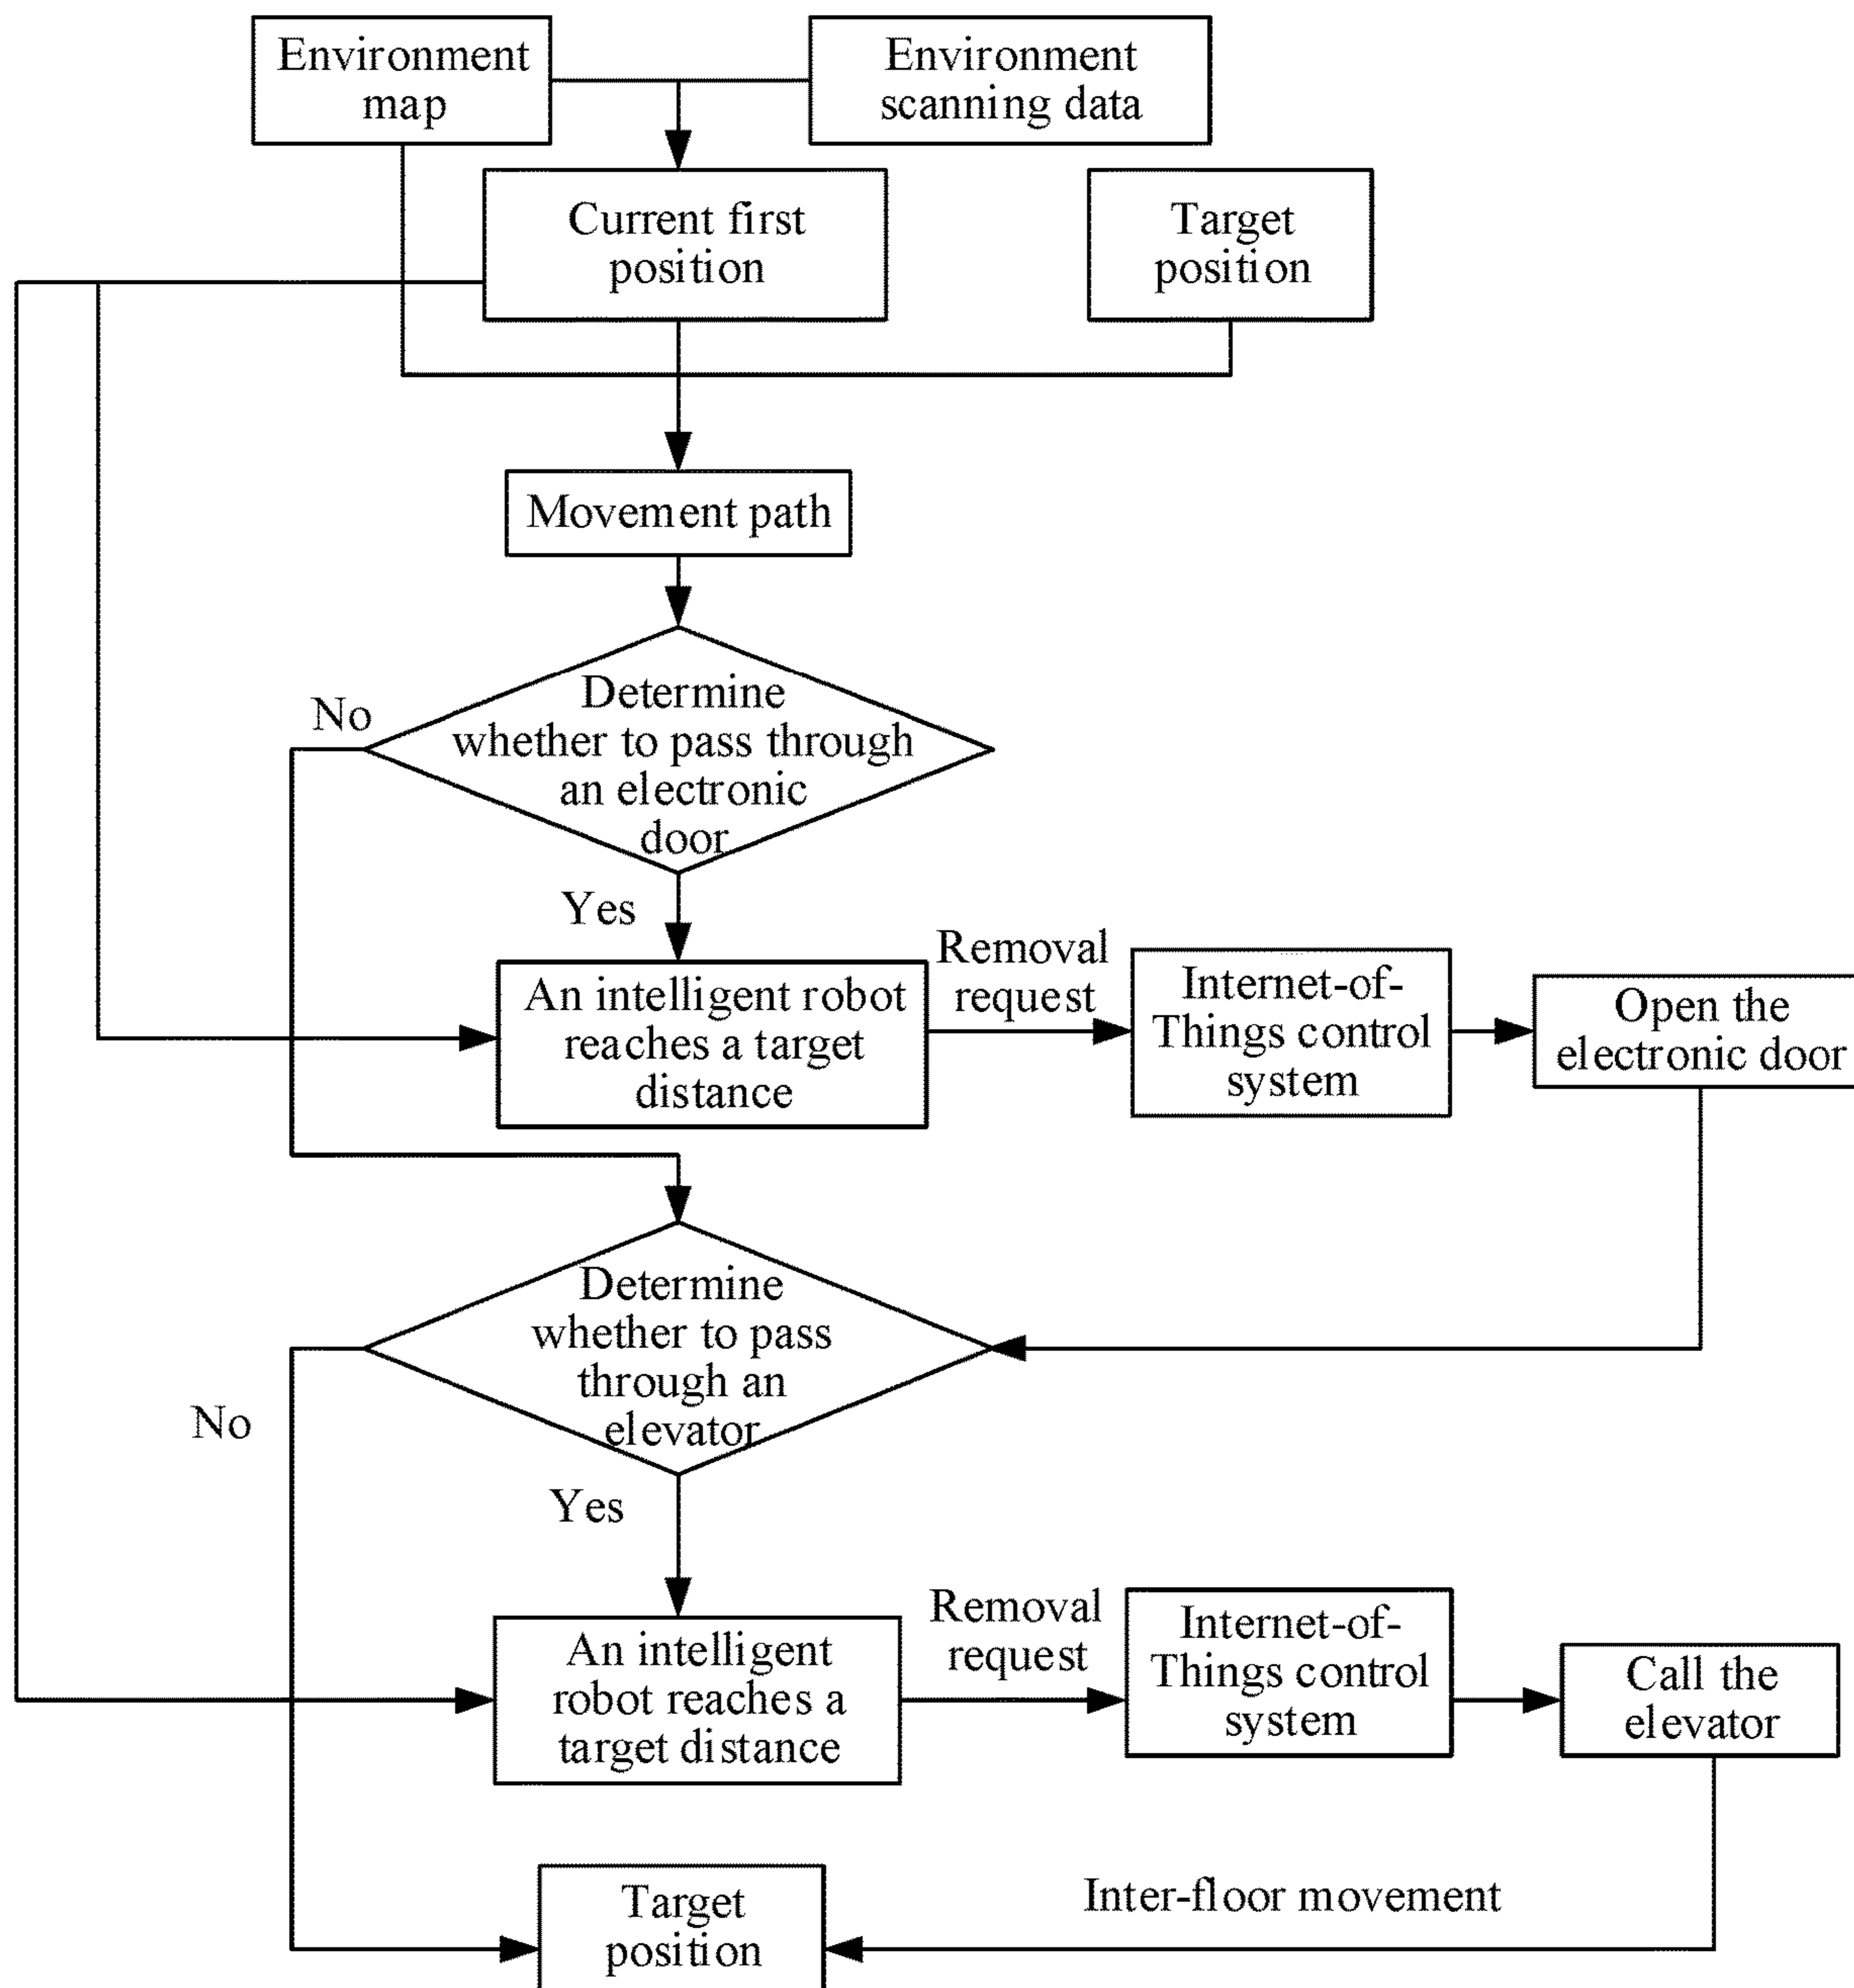 Environment
map
Environment
scanning data
Current first
position
Target
position
Movement path
Determine
whether to pass through
an electronic
door
No
Yes
An intelligent robot
reaches a target
distance
Removal
request
Internet-of-
Things control
system
Open the
electronic door
Determine
whether to pass
through an
elevator
No
Yes
An intelligent
robot reaches a
target distance
Removal
request
Internet-of-
Things control
system
Call the
elevator
Inter-floor movement
Target
position